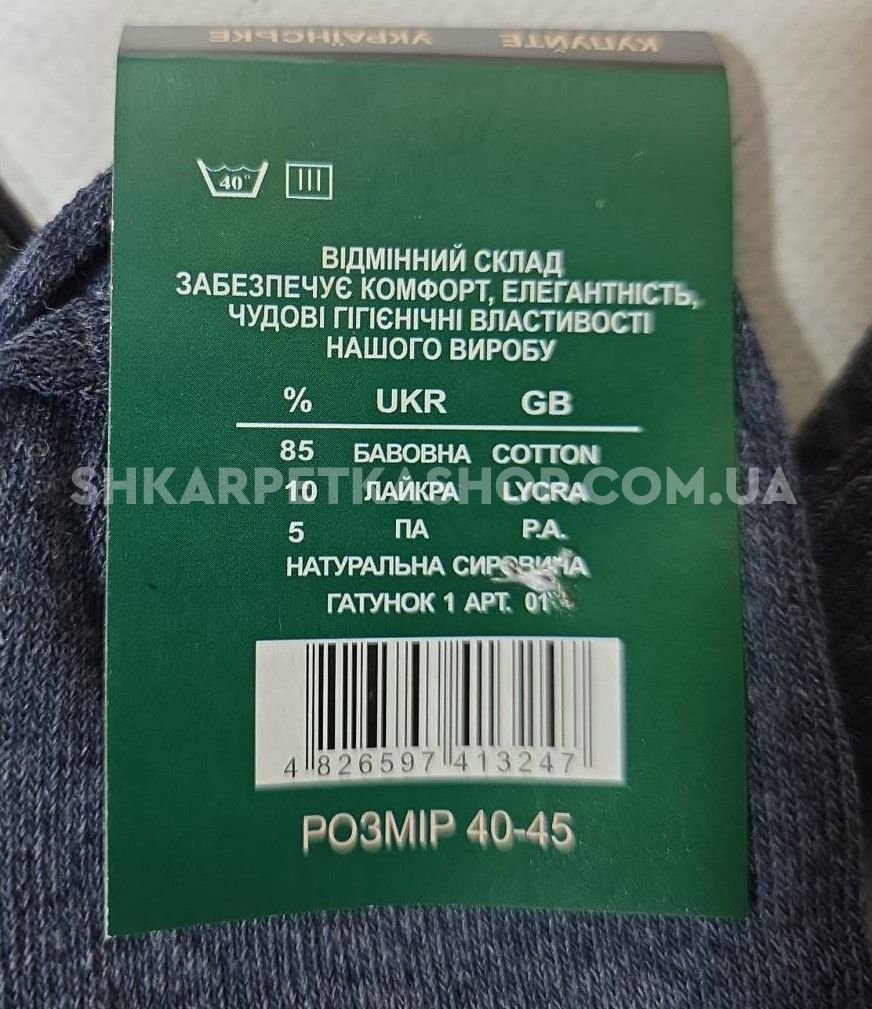 КУПУЙТЕ УКРАЇНСЬКЕ
40°
ВІДМІННИЙ СКЛАД
ЗАБЕЗПЕЧУЄ КОМФОРТ, ЕЛЕГАНТНІСТЬ,
ЧУДОВІ ГІГІЄНІЧНІ ВЛАСТИВОСТІ
НАШОГО ВИРОБУ
% UKR GB
85 БАВОВНА COTTON
SHKARPETKASHOP.COM.UA
10 ЛАЙКРА LYCRA
5 ПА P.A.
НАТУРАЛЬНА СИРОВИНА
ГАТУНОК 1 АРТ. 01
4 826597 413247
РОЗМІР 40-45